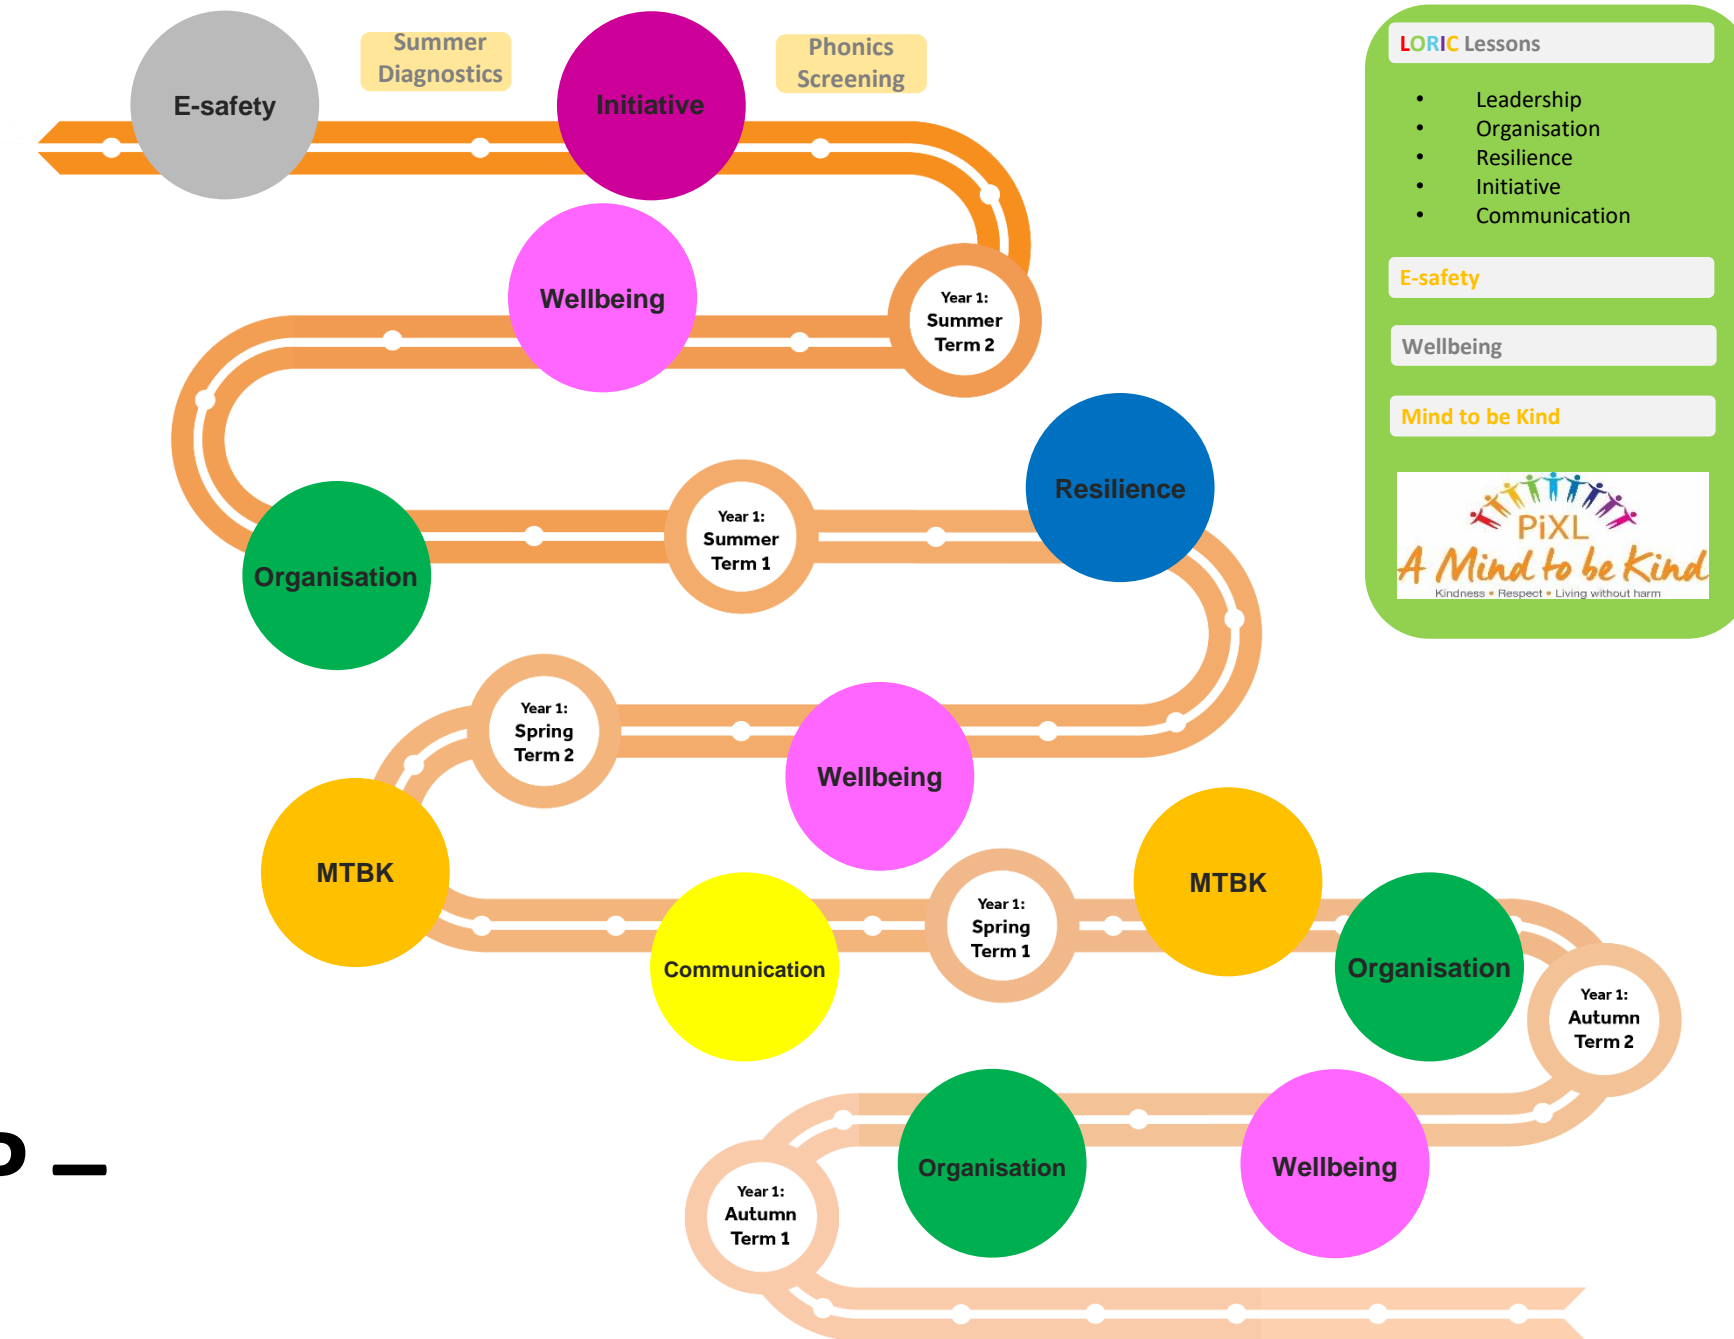 E-safety
Summer
Diagnostics
Initiative
Phonics
Screening
Wellbeing
Year 1:
Summer
Term 2
Organisation
Year 1:
Summer
Term 1
Resilience
Year 1:
Spring
Term 2
Wellbeing
MTBK
Communication
Year 1:
Spring
Term 1
MTBK
Organisation
Year 1:
Autumn
Term 2
Year 1:
Autumn
Term 1
Organisation
Wellbeing
P –
LORIC Lessons
• Leadership
• Organisation
• Resilience
• Initiative
• Communication
E-safety
Wellbeing
Mind to be Kind
PiXL
A Mind to be Kind
Kindness • Respect • Living without harm